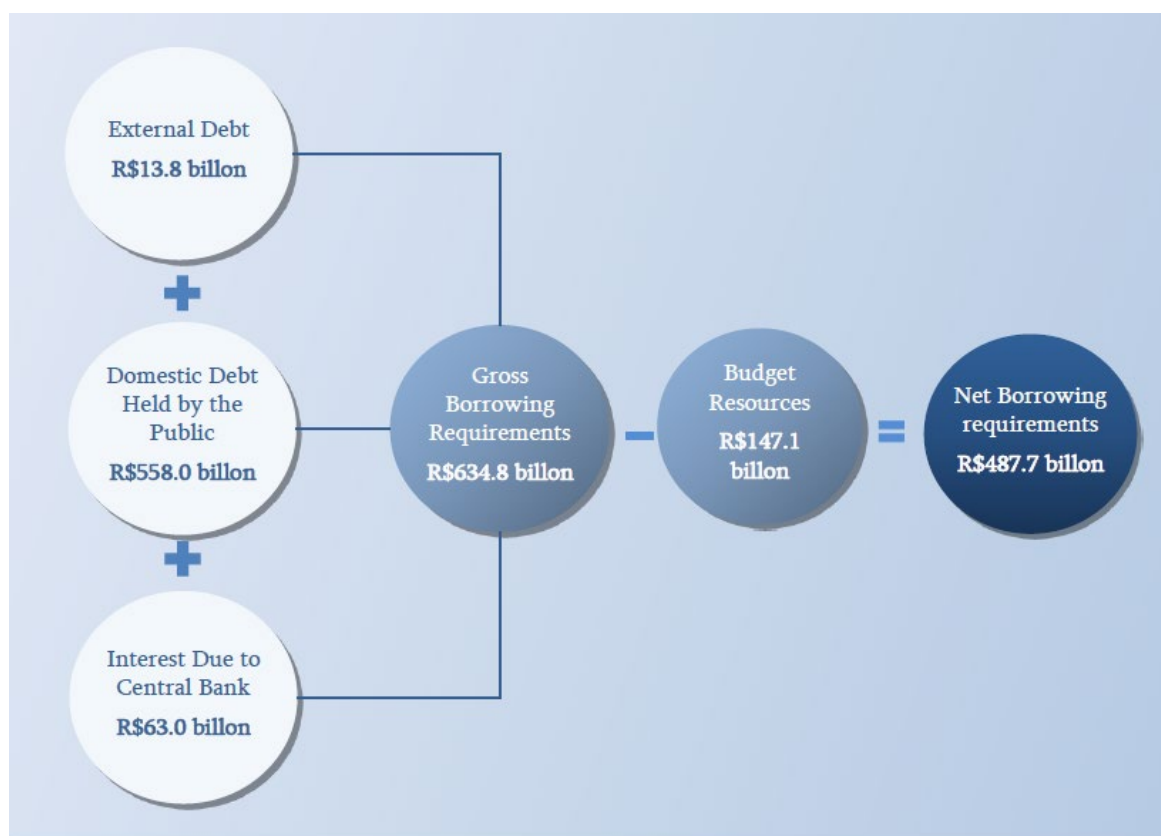 External Debt
R$13.8 billon
Domestic Debt
Held by the
Public
R$558.0 billon
Interest Due to
Central Bank
R$63.0 billon
Gross
Borrowing
Requirements
R$634.8 billon
Budget
Resources
R$147.1
billon
Net Borrowing
requirements
R$487.7 billon